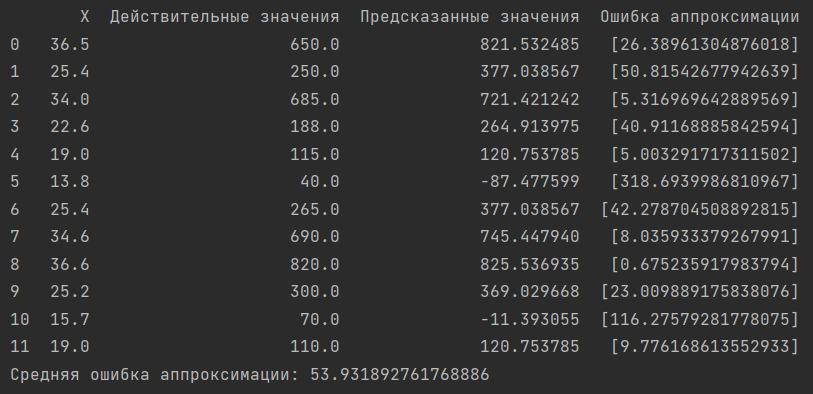 X Действительные значения Предсказанные значения Ошибка аппроксимации
0 36.5 650.0 821.532485 [26.38961304876018]
1 25.4 250.0 377.038567 [50.81542677942639]
2 34.0 685.0 721.421242 [5.316969642889569]
3 22.6 188.0 264.913975 [40.91168885842594]
4 19.0 115.0 120.753785 [5.003291717311502]
5 13.8 40.0 -87.477599 [318.6939986810967]
6 25.4 265.0 377.038567 [42.278704508892815]
7 34.6 690.0 745.447940 [8.035933379267991]
8 36.6 820.0 825.536935 [0.675235917983794]
9 25.2 300.0 369.029668 [23.009889175838076]
10 15.7 70.0 -11.393055 [116.27579281778075]
11 19.0 110.0 120.753785 [9.776168613552933]
Средняя ошибка аппроксимации: 53.931892761768886